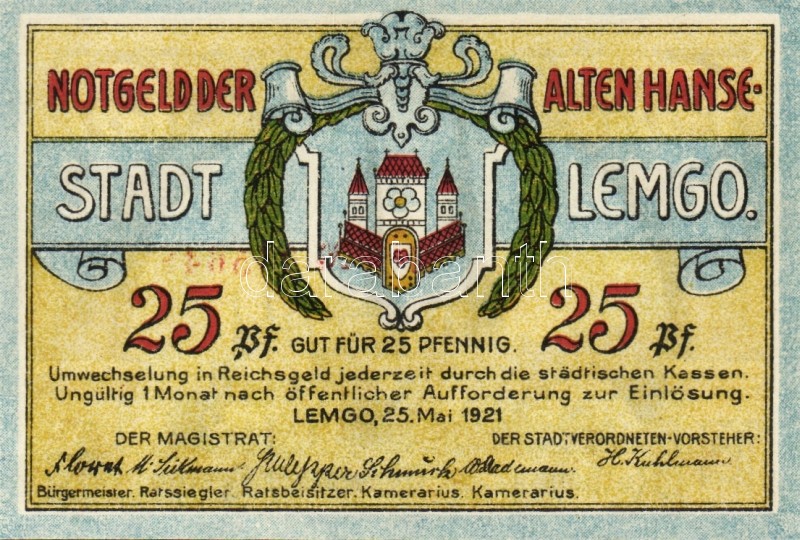 NOTGELD DER ALTEN HANSE-
STADT LEMGO.
darabanth
25 Pf. GUT FÜR 25 PFENNIG. 25 Pf.
Umwechselung in Reichsgeld jederzeit durch die städtischen Kassen.
Ungültig 1 Monat nach öffentlicher Aufforderung zur Einlösung.
LEMGO, 25. Mai 1921
DER MAGISTRAT: DER STADTVERORDNETEN-VORSTEHER:
H. Kuhlmann
Bürgermeister. Ratssiegler. Ratsbeisitzer. Kamerarius. Kamerarius.